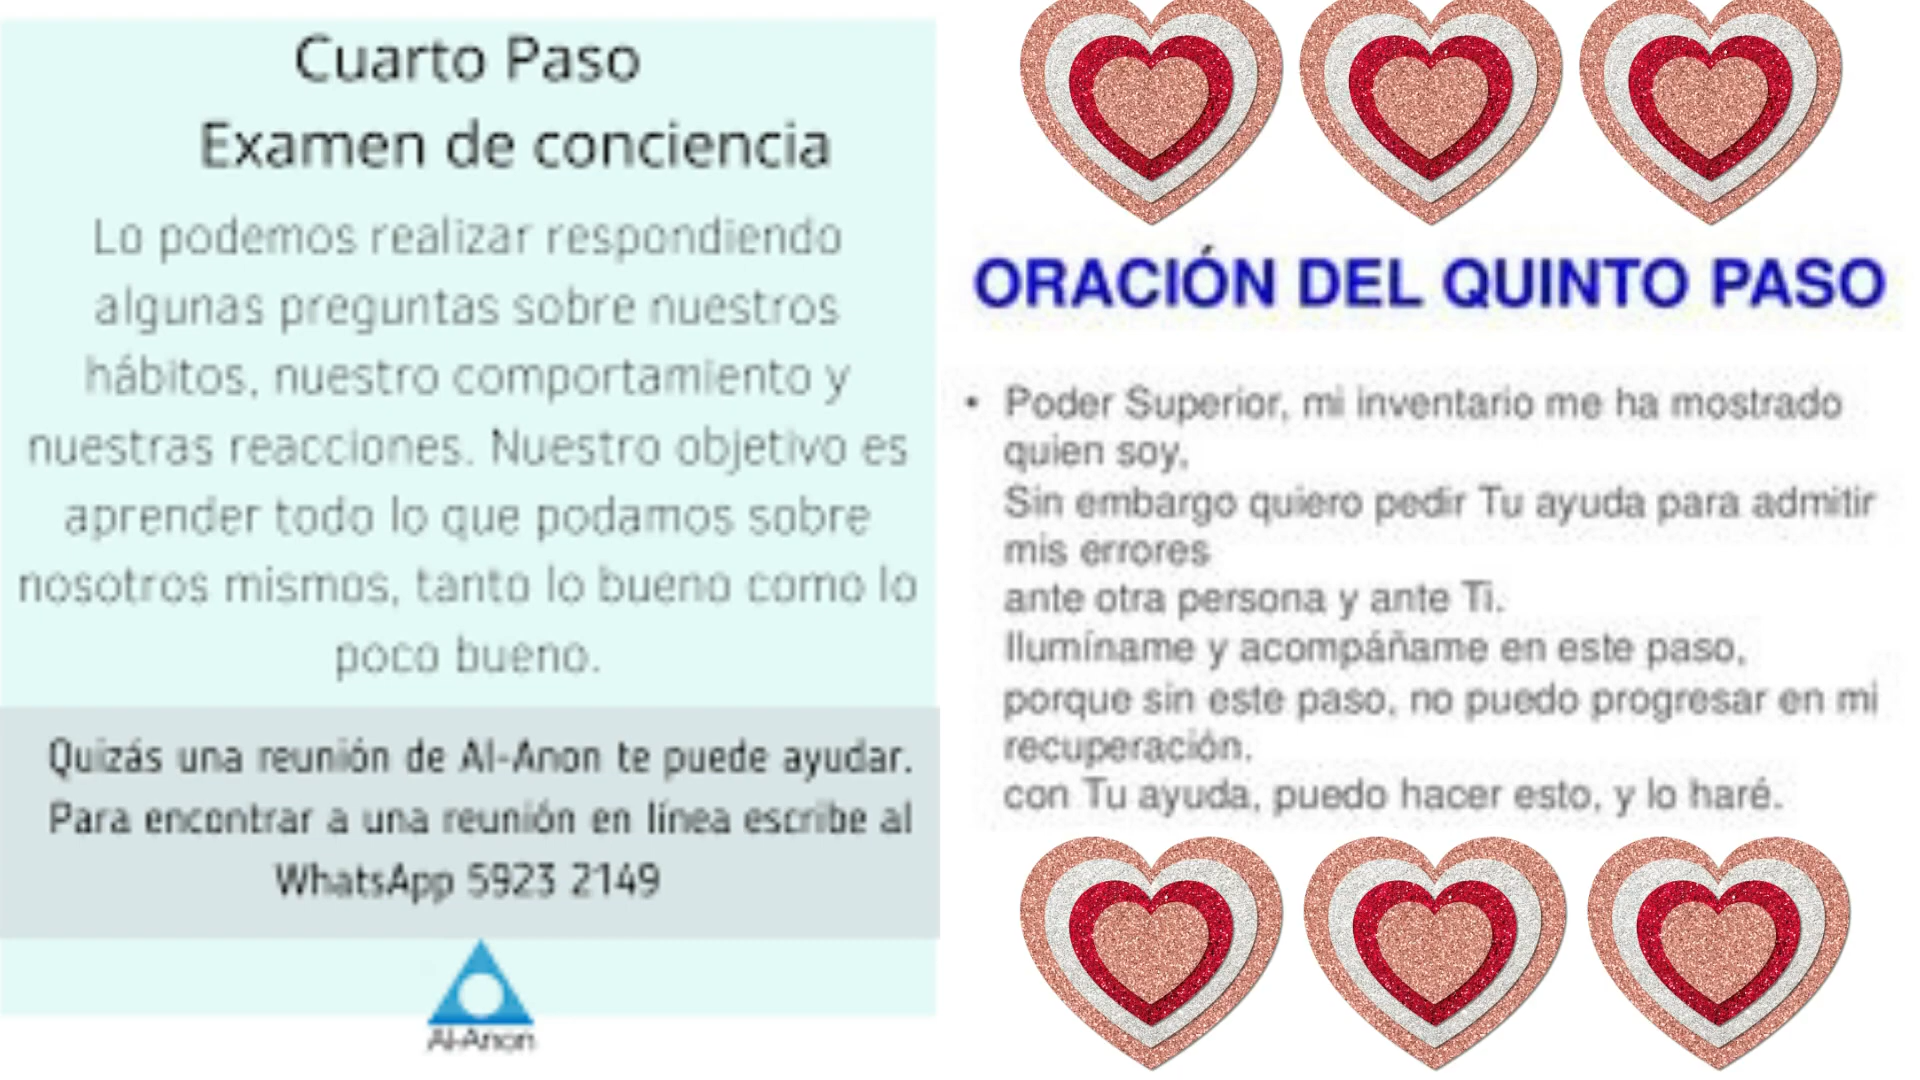 Cuarto Paso
Examen de conciencia
Lo podemos realizar respondiendo
algunas preguntas sobre nuestros
hábitos, nuestro comportamiento y
nuestras reacciones. Nuestro objetivo es
aprender todo lo que podamos sobre
nosotros mismos, tanto lo bueno como lo
poco bueno.
Quizás una reunión de Al-Anon te puede ayudar.
Para encontrar a una reunión en línea escribe al
WhatsApp 5923 2149
Al-Anon
ORACIÓN DEL QUINTO PASO
• Poder Superior, mi inventario me ha mostrado
quien soy,
Sin embargo quiero pedir Tu ayuda para admitir
mis errores
ante otra persona y ante Ti.
Ilumíname y acompáñame en este paso,
porque sin este paso, no puedo progresar en mi
recuperación.
con Tu ayuda, puedo hacer esto, y lo haré.